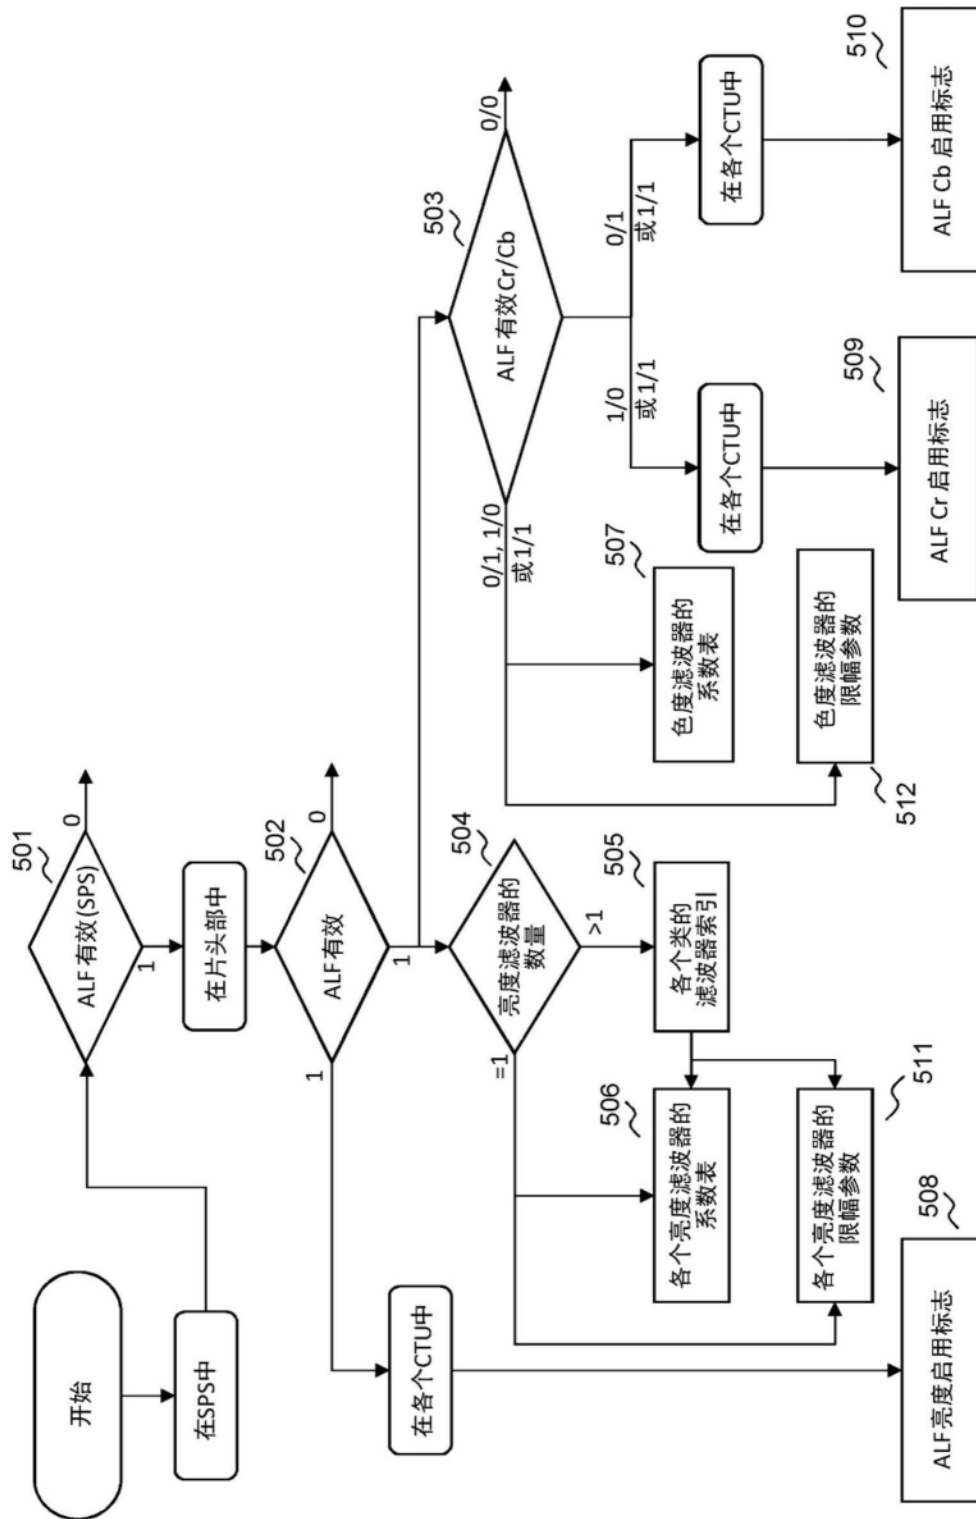 开始
在SPS中
501
ALF 有效(SPS)
0
1
在片头部中
502
ALF 有效
0
1
1
503
ALF 有效Cr/Cb
0/0
504
亮度滤波器的
数量
=1
>1
505
各个类的
滤波器索引
506
各个亮度滤波器的
系数表
511
各个亮度滤波器的
限幅参数
在各个CTU中
508
ALF亮度启用标志
0/1, 1/0
或1/1
507
色度滤波器的
系数表
512
色度滤波器的
限幅参数
1/0
或1/1
在各个CTU中
509
ALF Cr 启用标志
0/1
或1/1
在各个CTU中
510
ALF Cb 启用标志